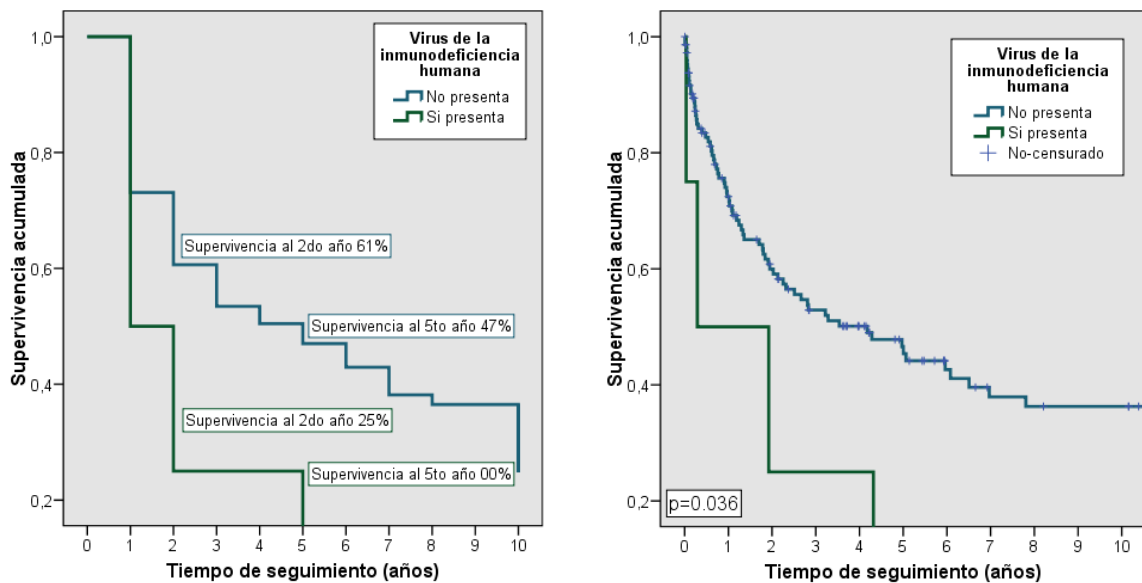 Virus de la
inmunodeficiencia
humana
No presenta
Si presenta
Supervivencia acumulada
1,0
0,8
0,6
0,4
0,2
Supervivencia al 2do año 61%
Supervivencia al 5to año 47%
Supervivencia al 2do año 25%
Supervivencia al 5to año 00%
0 1 2 3 4 5 6 7 8 9 10
Tiempo de seguimiento (años)
Virus de la
inmunodeficiencia
humana
No presenta
Si presenta
No-censurado
Supervivencia acumulada
1,0
0,8
0,6
0,4
0,2
p=0.036
0 1 2 3 4 5 6 7 8 9 10
Tiempo de seguimiento (años)